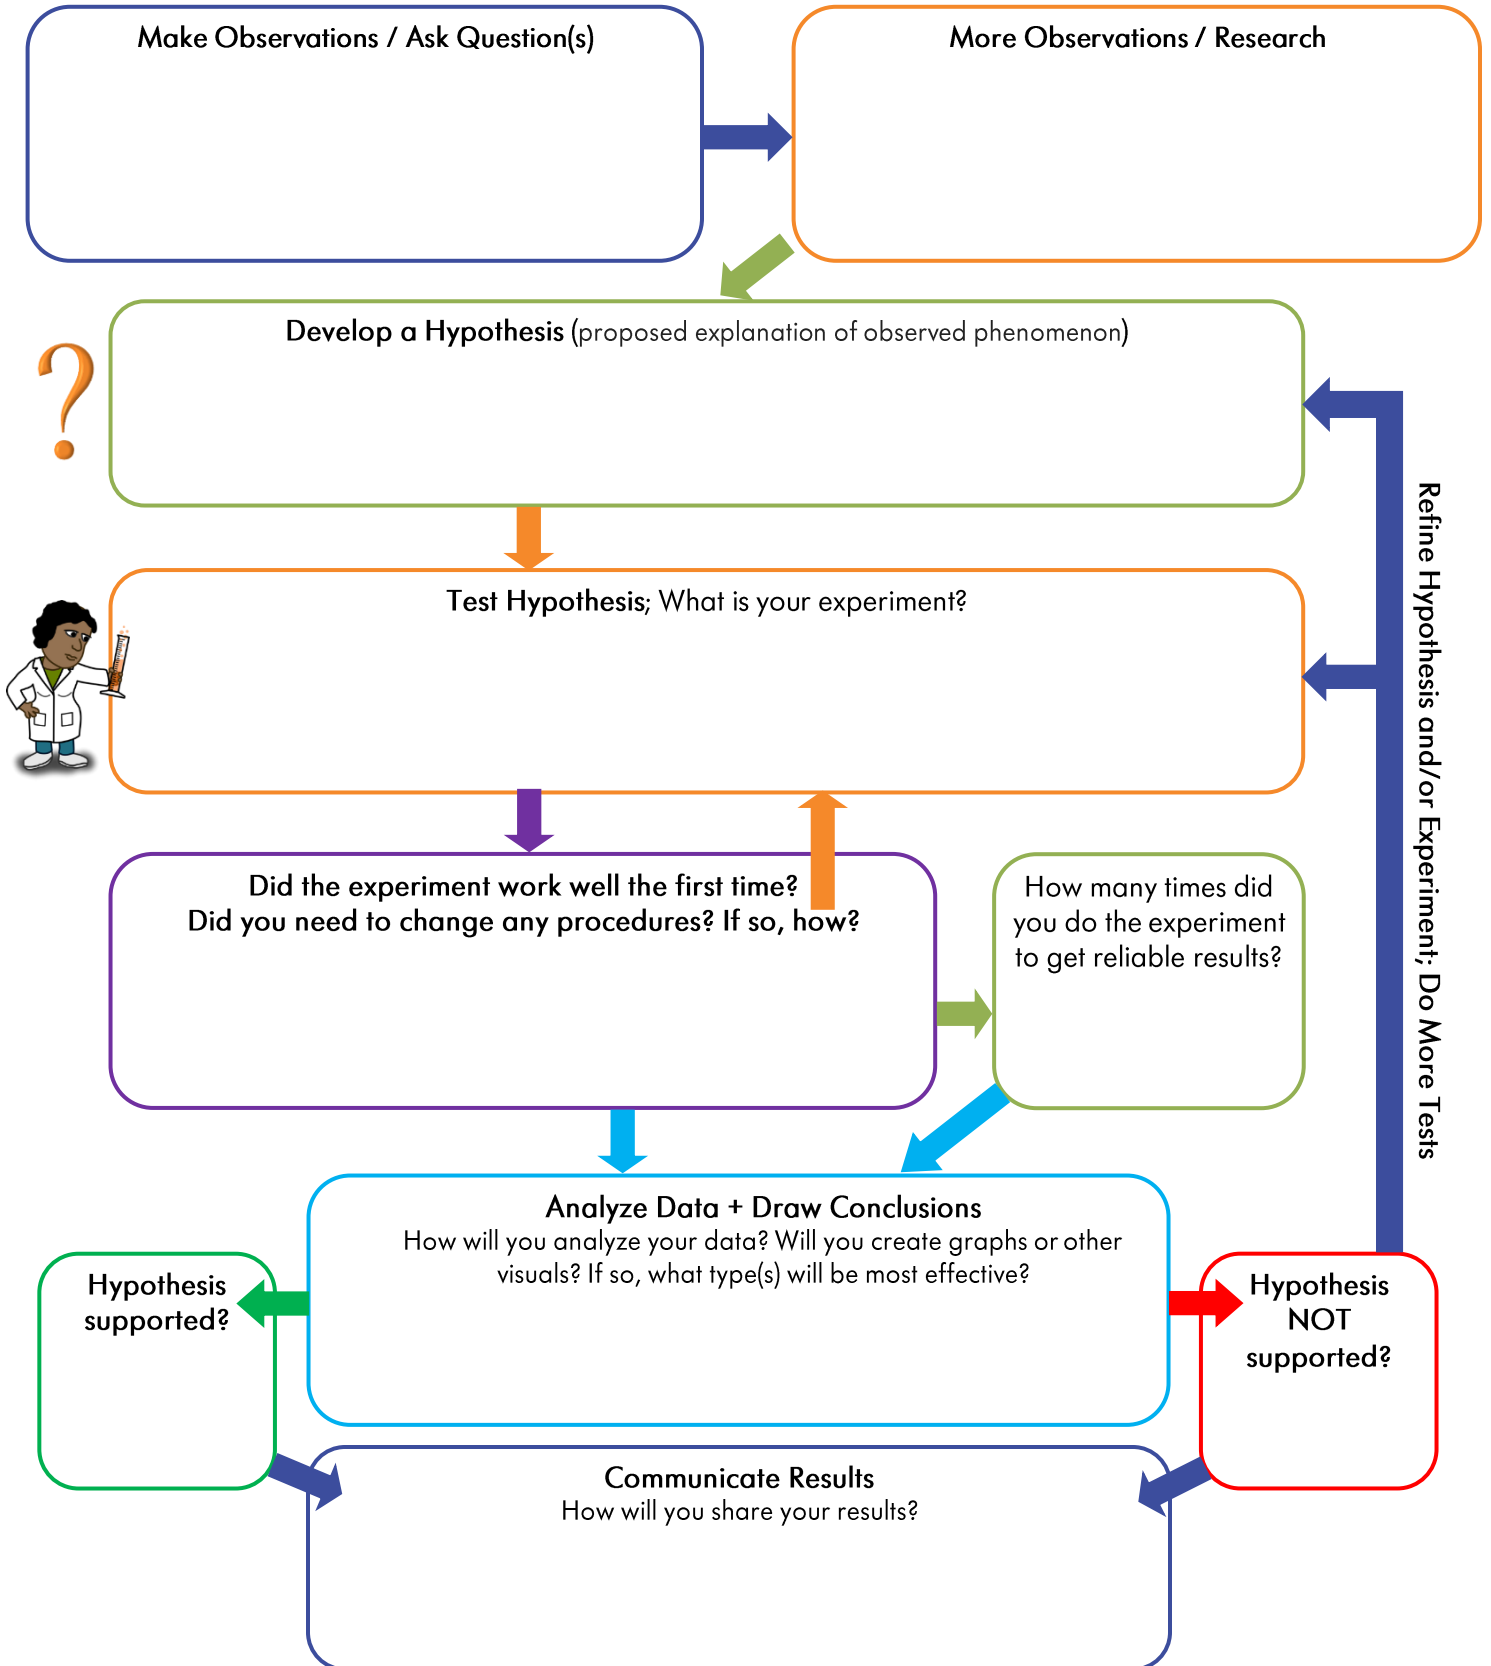 Make Observations / Ask Question(s)
More Observations / Research
Develop a Hypothesis (proposed explanation of observed phenomenon)
?
Test Hypothesis; What is your experiment?
Did the experiment work well the first time?
Did you need to change any procedures? If so, how?
How many times did
you do the experiment
to get reliable results?
Refine Hypothesis and/or Experiment; Do More Tests
Analyze Data + Draw Conclusions
How will you analyze your data? Will you create graphs or other
visuals? If so, what type(s) will be most effective?
Hypothesis
supported?
Hypothesis
NOT
supported?
Communicate Results
How will you share your results?